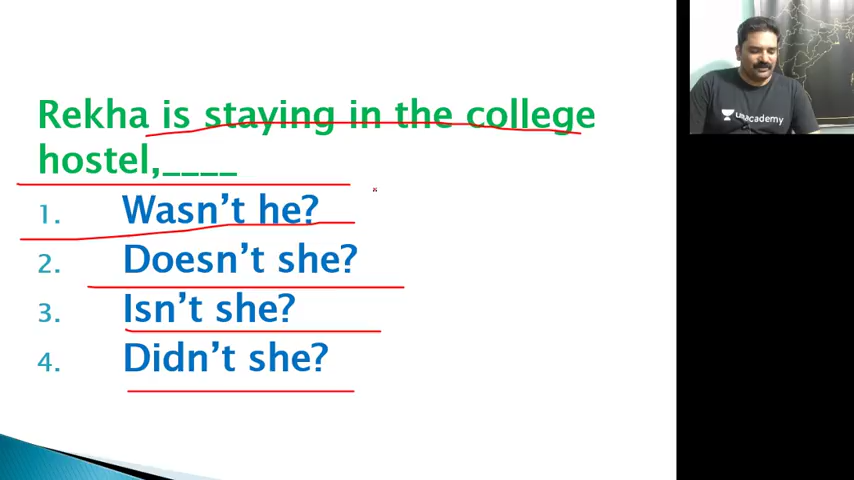 Rekha is staying in the college
hostel,____
1. Wasn't he?
2. Doesn't she?
3. Isn't she?
4. Didn't she?
unacademy